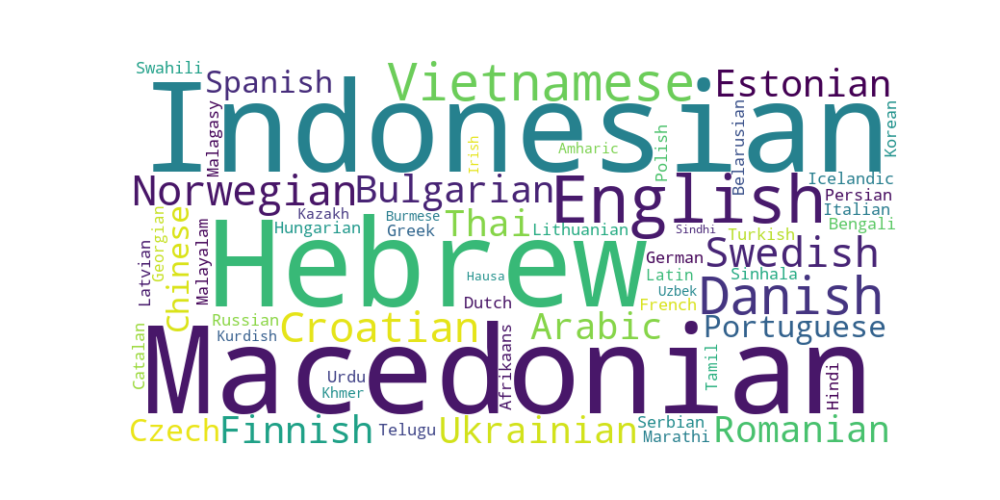 Swahili
Spanish
Vietnamese
Estonian
Indonesian
Malagasy
Irish
Amharic
Polish
Belarusian
Korean
Norwegian
Bulgarian
English
Icelandic
Persian
Italian
Bengali
Kazakh
Burmese
Hungarian
Greek
Thai
Lithuanian
Sindhi
Turkish
Latvian
Georgian
Chinese
Malayalam
Hebrew
German
Swedish
Hausa
Latin
Sinhala
Dutch
Uzbek
French
Danish
Russian
Kurdish
Croatian
Arabic
Portuguese
Catalan
Macedonian
Urdu
Khmer
Afrikaans
Tamil
Hindi
Czech
Finnish
Telugu
Ukrainian
Serbian
Marathi
Romanian